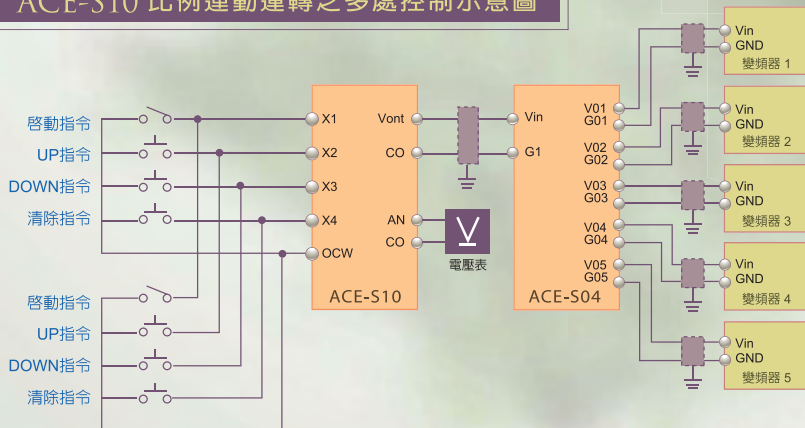 ACE-S10 比例連動運轉之多處控制示意圖
啓動指令
UP指令
DOWN指令
清除指令
X1
X2
X3
X4
OCW
Vont
CO
AN
CO
ACE-S10
V
電壓表
Vin
G1
V01
G01
V02
G02
V03
G03
V04
G04
V05
G05
ACE-S04
Vin
GND
變頻器 1
Vin
GND
變頻器 2
Vin
GND
變頻器 3
Vin
GND
變頻器 4
Vin
GND
變頻器 5
啓動指令
UP指令
DOWN指令
清除指令